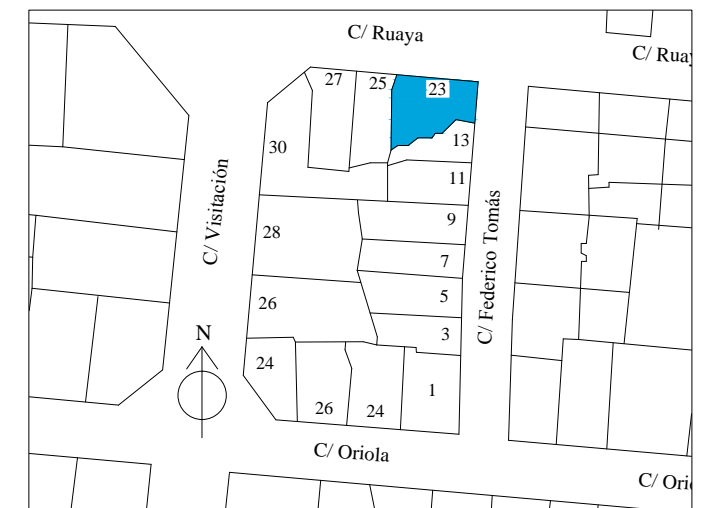 C/ Ruaya
C/ Ruay
27
25
23
13
30
11
C/ Visitación
9
28
C/ Federico Tomás
7
5
26
3
N
24
1
26
24
C/ Oriola
C/ Ori